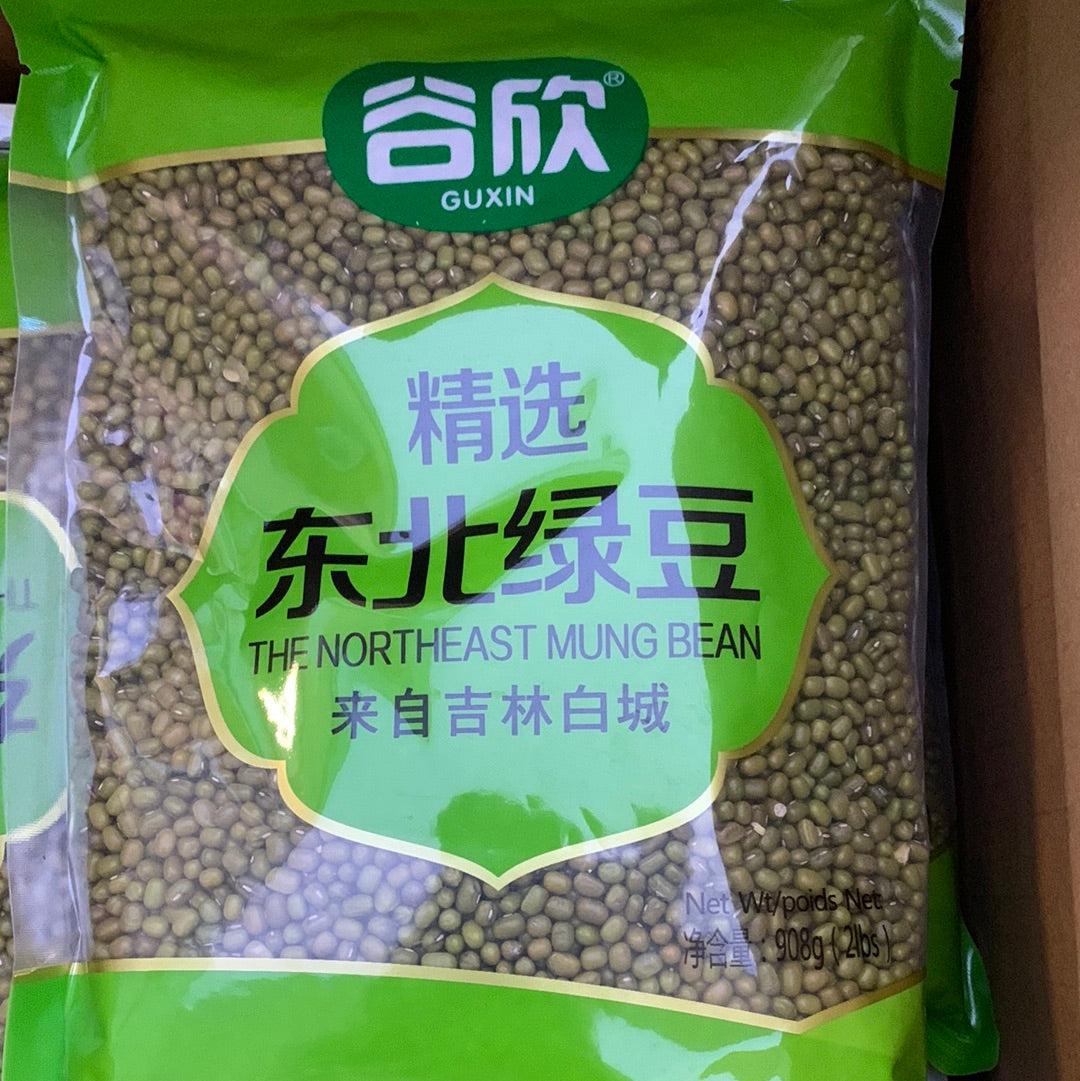 谷欣®
GUXIN
精选
东北绿豆
THE NORTHEAST MUNG BEAN
来自吉林白城
Net Wt/poids Net:
净含量：908g ( 2lbs )